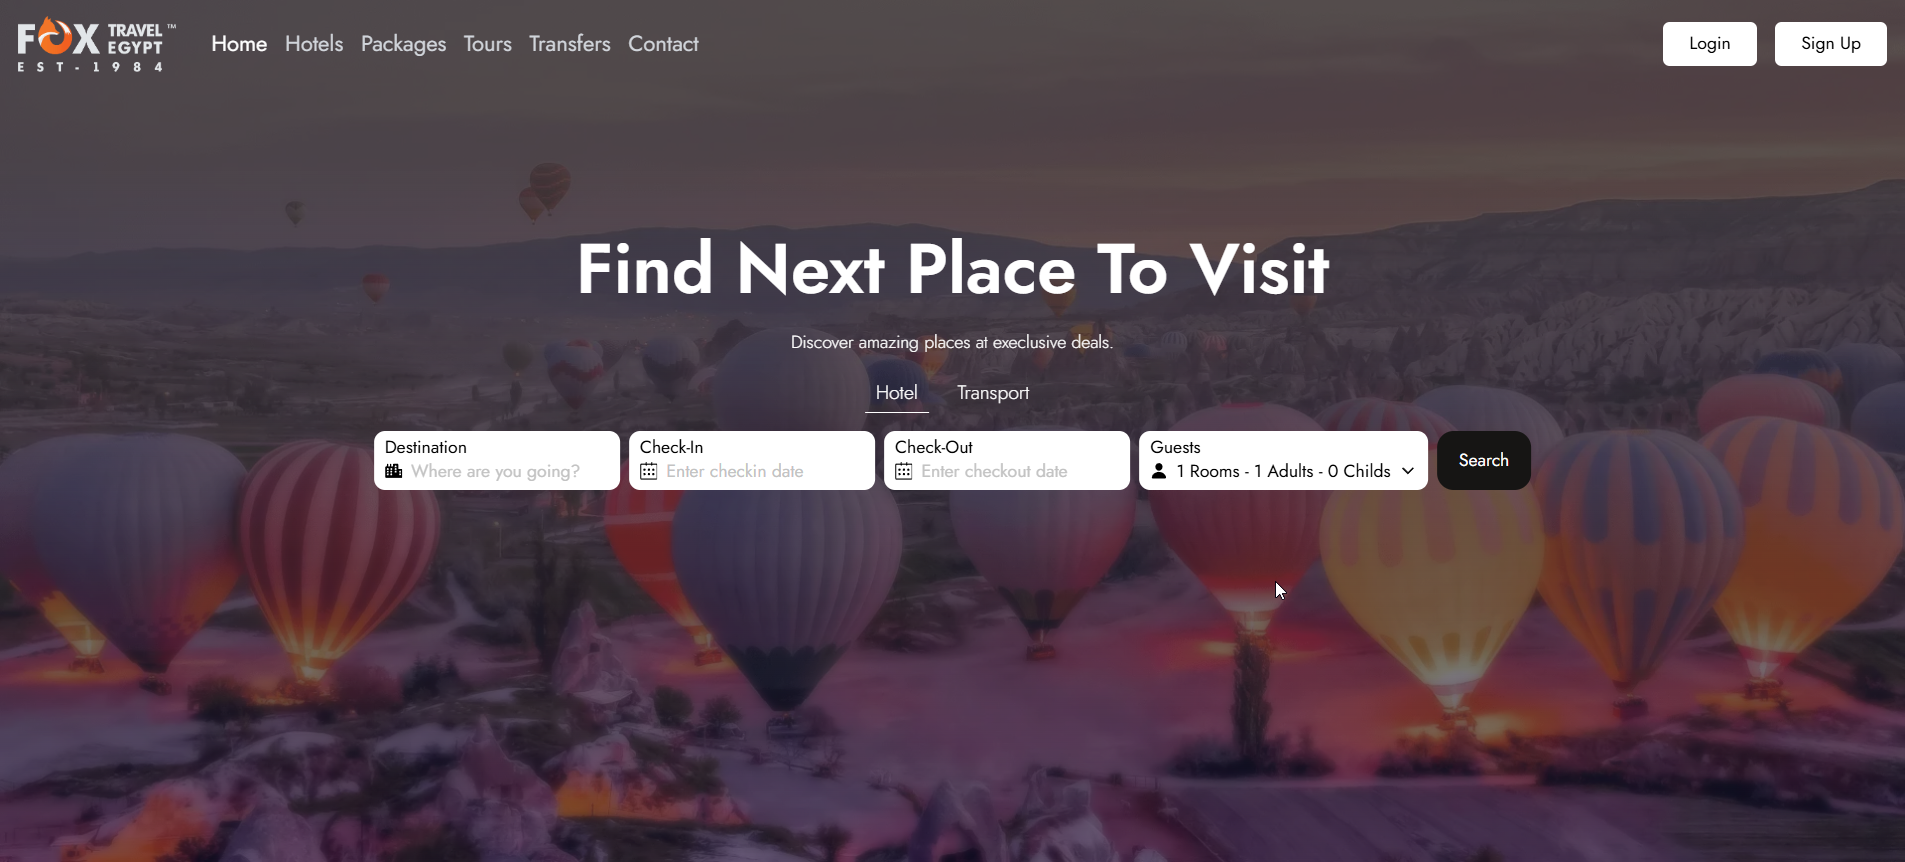 FOX TRAVEL EGYPT ™
EST-1984
Home Hotels Packages Tours Transfers Contact
Login Sign Up
Find Next Place To Visit
Discover amazing places at execlusive deals.
Hotel Transport
Destination
Where are you going?
Check-In
Enter checkin date
Check-Out
Enter checkout date
Guests
1 Rooms - 1 Adults - 0 Childs
Search